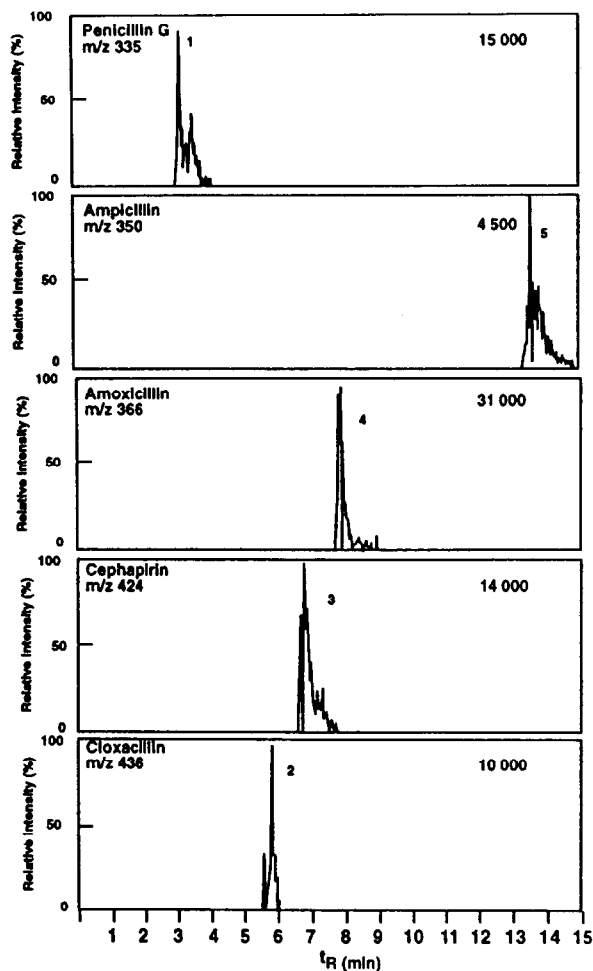 100
Penicillin G
m/z 335
1
15 000
Relative Intensity (%)
50
0
100
Ampicillin
m/z 350
4 500
5
Relative Intensity (%)
50
0
100
Amoxicillin
m/z 366
4
31 000
Relative Intensity (%)
50
0
100
Cephapirin
m/z 424
3
14 000
Relative Intensity (%)
50
0
100
Cloxacillin
m/z 436
2
10 000
Relative Intensity (%)
50
0
1 2 3 4 5 6 7 8 9 10 11 12 13 14 15
tR (min)